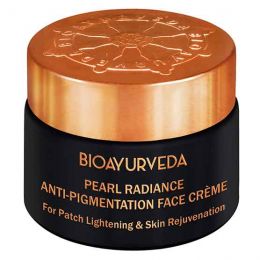 BIOAYURVEDA
PEARL RADIANCE
ANTI-PIGMENTATION FACE CRÈME
For Patch Lightening & Skin Rejuvenation